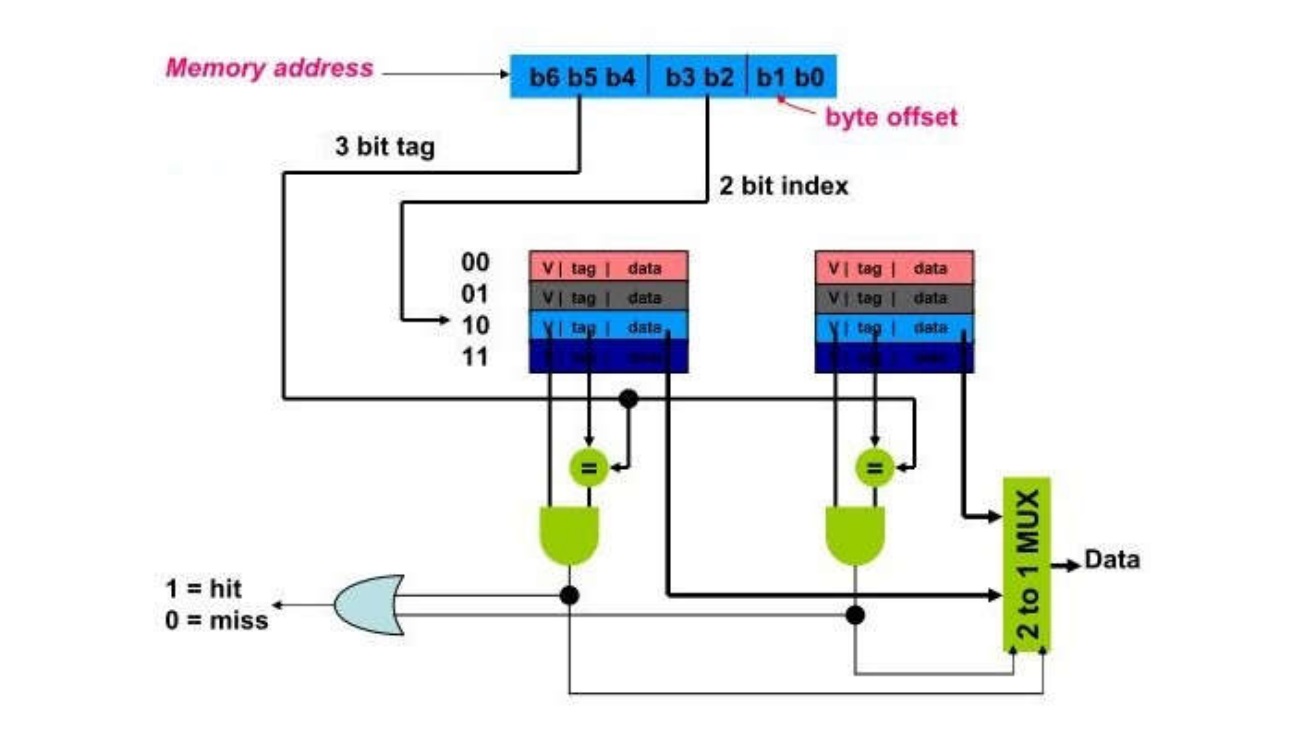 Memory address
b6 b5 b4 b3 b2 b1 b0
byte offset
3 bit tag
2 bit index
00
V | tag | data
V | tag | data
01
V | tag | data
V | tag | data
10
V | tag | data
V | tag | data
11
=
=
2 to 1 MUX
Data
1 = hit
0 = miss